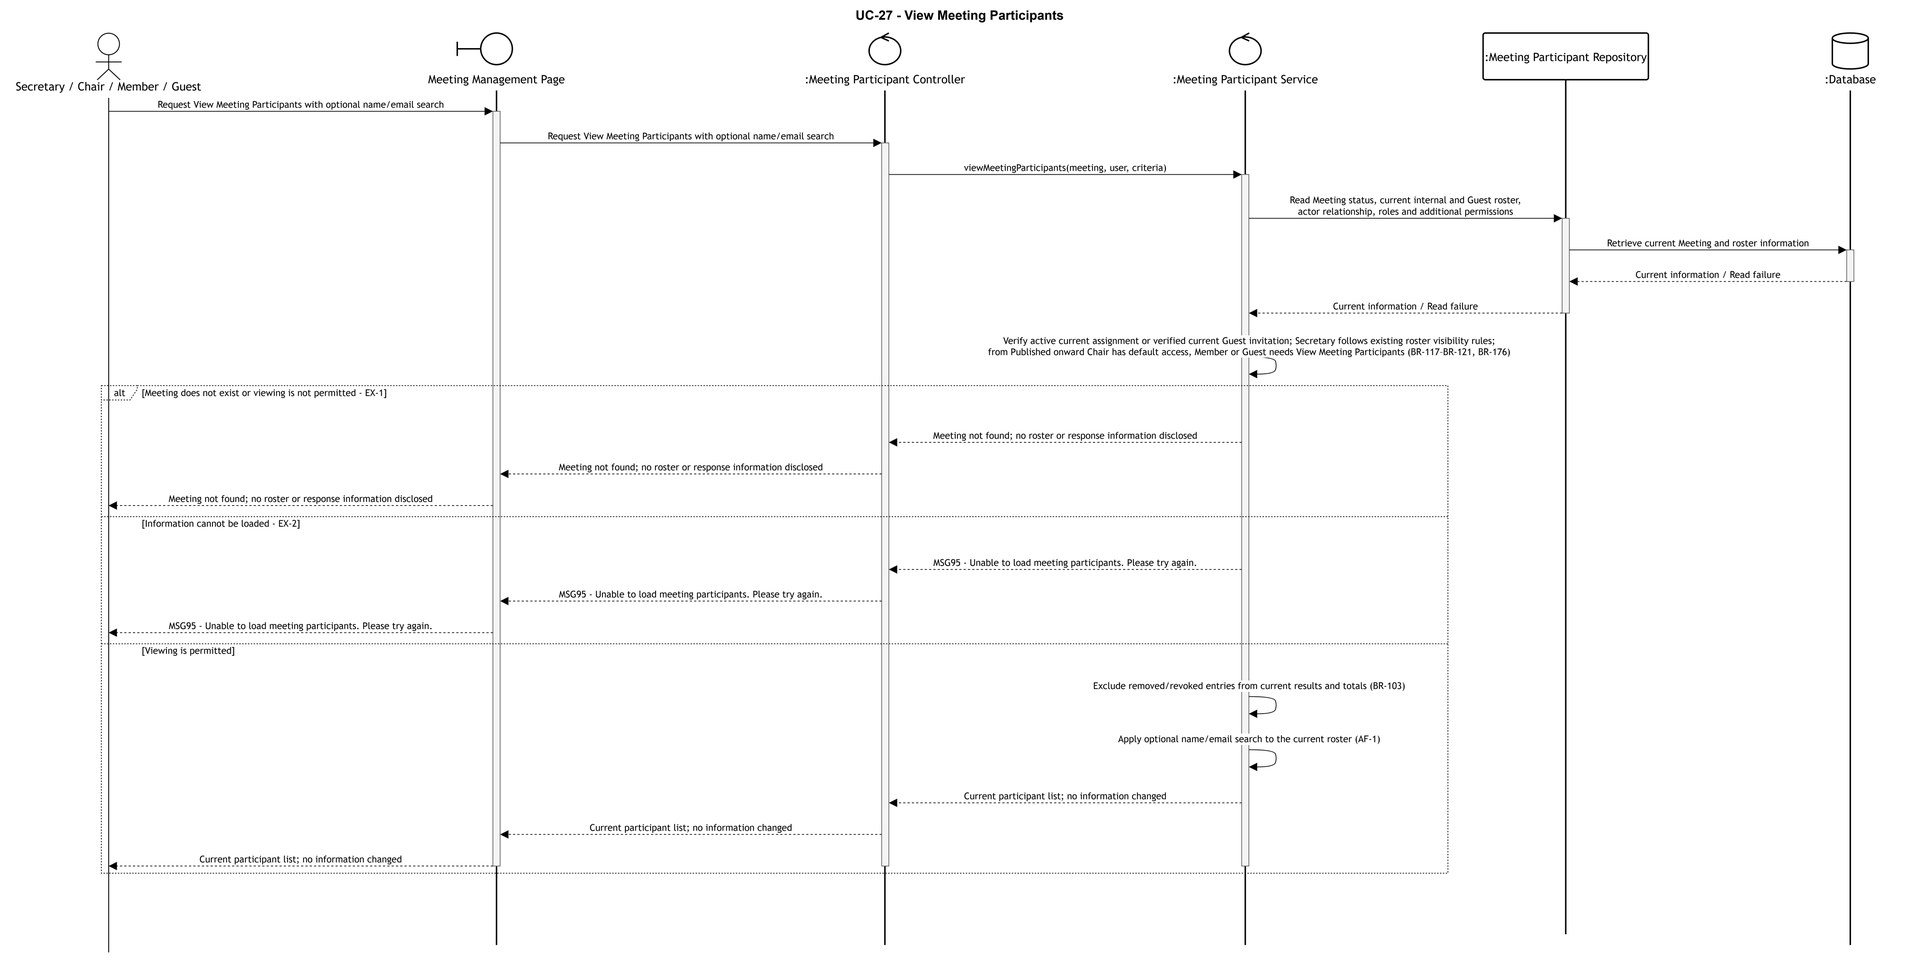 UC-27 - View Meeting Participants
Secretary / Chair / Member / Guest
Meeting Management Page
:Meeting Participant Controller
:Meeting Participant Service
:Meeting Participant Repository
:Database
Request View Meeting Participants with optional name/email search
Request View Meeting Participants with optional name/email search
viewMeetingParticipants(meeting, user, criteria)
Read Meeting status, current internal and Guest roster,
actor relationship, roles and additional permissions
Retrieve current Meeting and roster information
Current information / Read failure
Current information / Read failure
Verify active current assignment or verified current Guest invitation; Secretary follows existing roster visibility rules;
from Published onward Chair has default access, Member or Guest needs View Meeting Participants (BR-117-BR-121, BR-176)
alt
[Meeting does not exist or viewing is not permitted - EX-1]
Meeting not found; no roster or response information disclosed
Meeting not found; no roster or response information disclosed
Meeting not found; no roster or response information disclosed
[Information cannot be loaded - EX-2]
MSG95 - Unable to load meeting participants. Please try again.
MSG95 - Unable to load meeting participants. Please try again.
MSG95 - Unable to load meeting participants. Please try again.
[Viewing is permitted]
Exclude removed/revoked entries from current results and totals (BR-103)
Apply optional name/email search to the current roster (AF-1)
Current participant list; no information changed
Current participant list; no information changed
Current participant list; no information changed